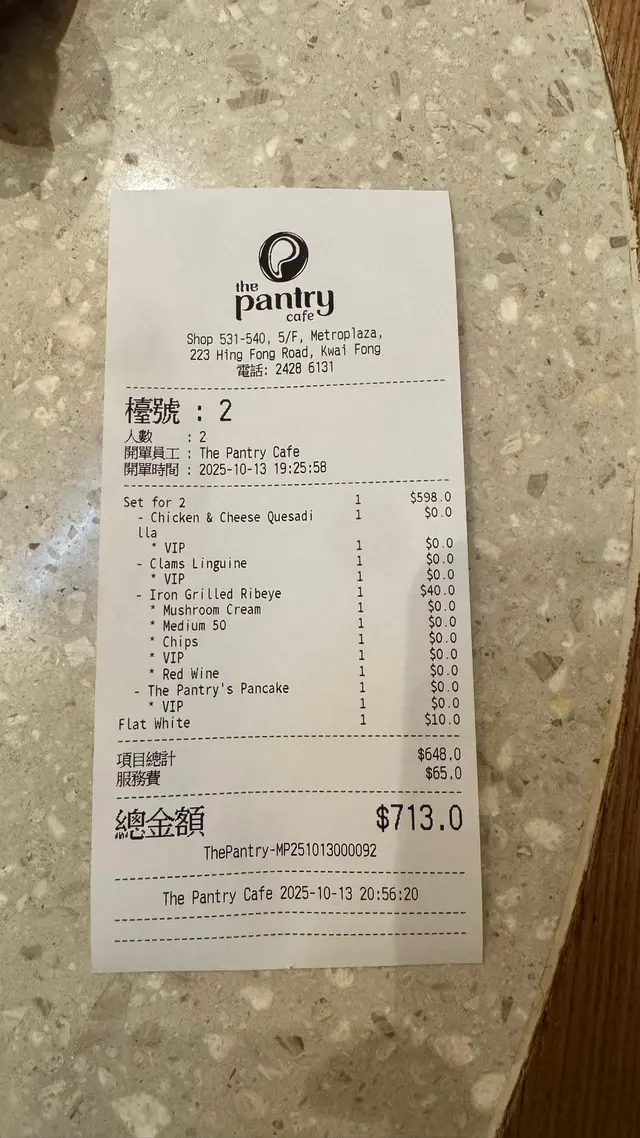 the
pantry
cafe
Shop 531-540, 5/F, Metroplaza,
223 Hing Fong Road, Kwai Fong
電話: 2428 6131
檯號 : 2
人數 : 2
開單員工 : The Pantry Cafe
開單時間 : 2025-10-13 19:25:58
Set for 2 1 $598.0
- Chicken & Cheese Quesadi 1 $0.0
lla
* VIP 1 $0.0
- Clams Linguine 1 $0.0
* VIP 1 $0.0
- Iron Grilled Ribeye 1 $40.0
* Mushroom Cream 1 $0.0
* Medium 50 1 $0.0
* Chips 1 $0.0
* VIP 1 $0.0
* Red Wine 1 $0.0
- The Pantry's Pancake 1 $0.0
* VIP 1 $0.0
Flat White 1 $10.0
項目總計 $648.0
服務費 $65.0
總金額 $713.0
ThePantry-MP251013000092
The Pantry Cafe 2025-10-13 20:56:20